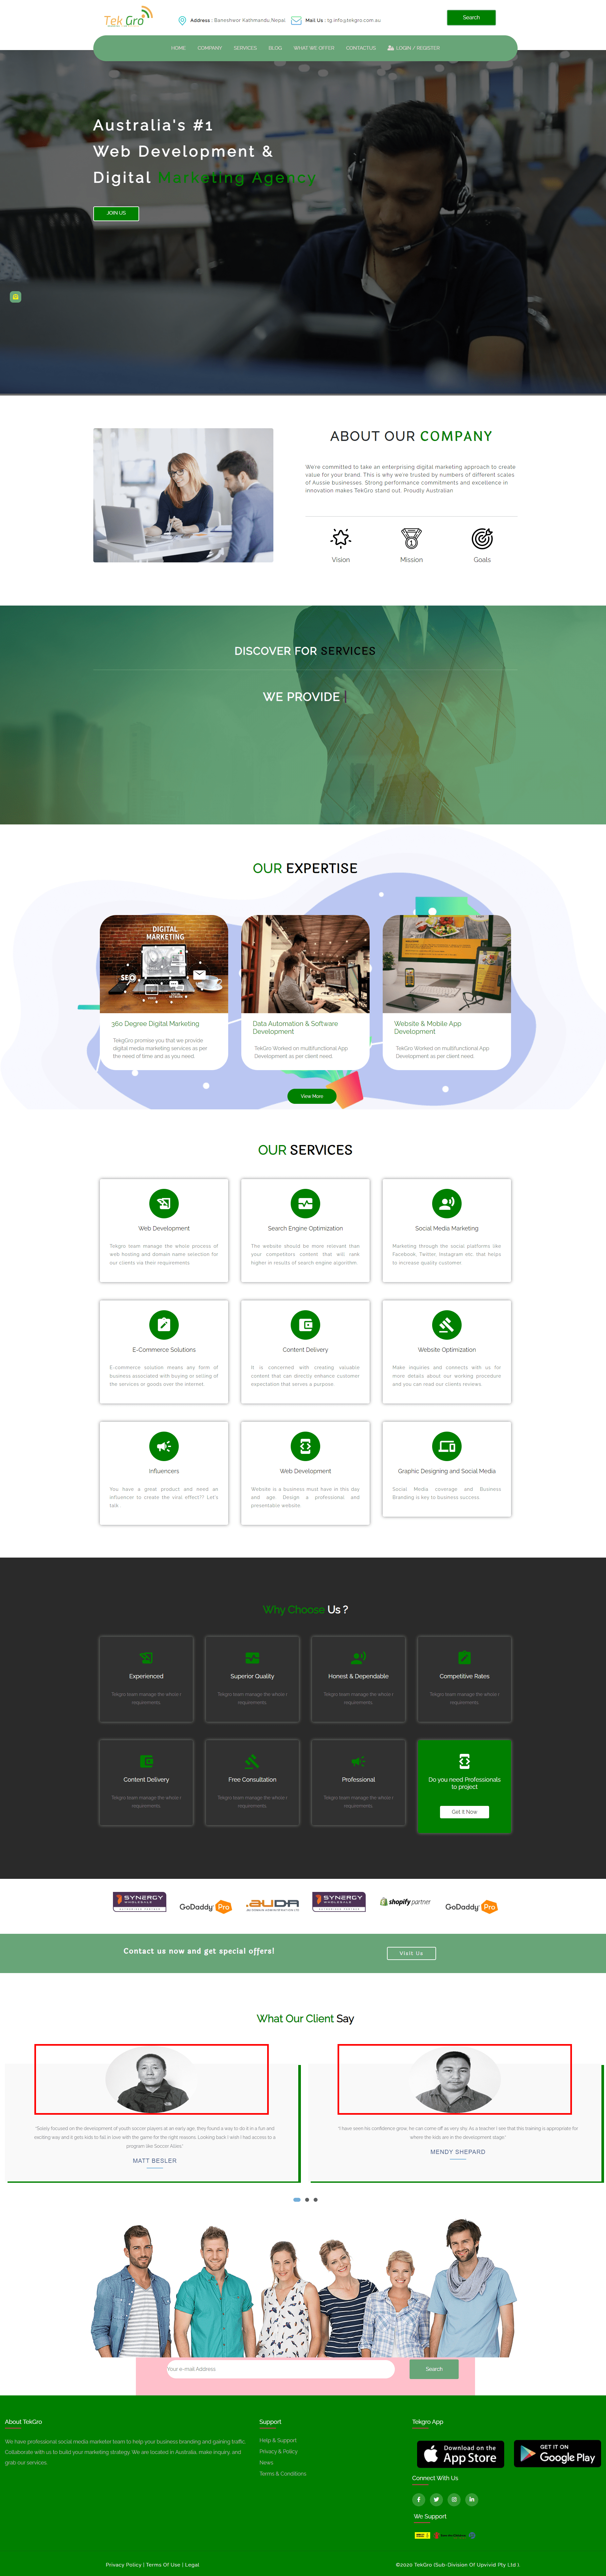 Tek Gro
Address : Baneshwor Kathmandu Nepal
Mail Us : tg.info@tekgro.com.au
Search
HOME
COMPANY
SERVICES
BLOG
WHAT WE OFFER
CONTACT US
LOGIN / REGISTER
Australia's #1
Web Development &
Digital Marketing Agency
JOIN US
ABOUT OUR COMPANY
We're committed to take an enterprising digital marketing approach to create
value for your brand. This is why we're trusted by numbers of different scales
of Aussie businesses. Strong performance commitments and excellence in
innovation makes TekGro stand out. Proudly Australian
Vision
Mission
Goals
DISCOVER FOR SERVICES
WE PROVIDE
OUR EXPERTISE
DIGITAL
MARKETING
SEO
360 Degree Digital Marketing
TekgGro promise you that we provide
digital media marketing services as per
the need of time and as you need.
Data Automation & Software
Development
TekGro Worked on multifunctional App
Development as per client need.
Website & Mobile App
Development
TekGro Worked on multifunctional App
Development as per client need.
View More
OUR SERVICES
Web Development
Tekgro team manage the whole process of
web hosting and domain name selection for
our clients via their requirements.
Search Engine Optimization
The website should be more relevant than
your competitors content that will rank
higher in results of search engine algorithm.
Social Media Marketing
Marketing through the social platforms like
Facebook, Twitter, Instagram etc. that helps
to increase quality customer.
E-Commerce Solutions
E-commerce solution means any form of
business associated with buying or selling of
the services or goods over the internet.
Content Delivery
It is concerned with creating valuable
content that can directly enhance customer
expectation that serves a purpose.
Website Optimization
Make inquiries and connects with us for
more details about our working procedure
and you can read our clients reviews.
Influencers
You have a great product and need an
influencer to create the viral effect?? Let's
talk
Web Development
Website is a business must have in this day
and age. Design a professional and
presentable website
Graphic Designing and Social Media
Social Media coverage and Business
Branding is key to business success.
Why Choose Us ?
Experienced
Tekgro team manage the whole r
requirements.
Superior Quality
Tekgro team manage the whole r
requirements.
Honest & Dependable
Tekgro team manage the whole r
requirements.
Competitive Rates
Tekgro team manage the whole r
requirements.
Content Delivery
Tekgro team manage the whole r
requirements.
Free Consultation
Tekgro team manage the whole r
requirements.
Professional
Tekgro team manage the whole r
requirements.
Do you need Professionals
to project
Get It Now
SYNERGY
WHOLESALE
GoDaddy Pro
.AUDA
SYNERGY
WHOLESALE
shopify partner
GoDaddy Pro
Contact us now and get special offers!
Visit Us
What Our Client Say
"Solely focused on the development of youth soccer players at an early age, they found a way to do it in a fun and
exciting way and it gets kids to fall in love with the game for the right reasons. Looking back I wish I had access to a
program like Soccer Allies"
MATT BESLER
"I have seen his confidence grow, he can come off as very shy. As a teacher I see that this training is appropriate for
where the kids are in the development stage."
MENDY SHEPARD
Your e-mail Address
Search
About TekGro
We have professional social media marketer team to help your business branding and gaining traffic.
Collaborate with us to build your marketing strategy. We are located in Australia, make inquiry and
grab our services.
Support
Help & Support
Privacy & Policy
News
Terms & Conditions
Tekgro App
Download on the
App Store
GET IT ON
Google Play
Connect With Us
We Support
Privacy Policy | Terms Of Use | Legal
©2020 TekGro (Sub-Division Of Upvivid Pty Ltd ).